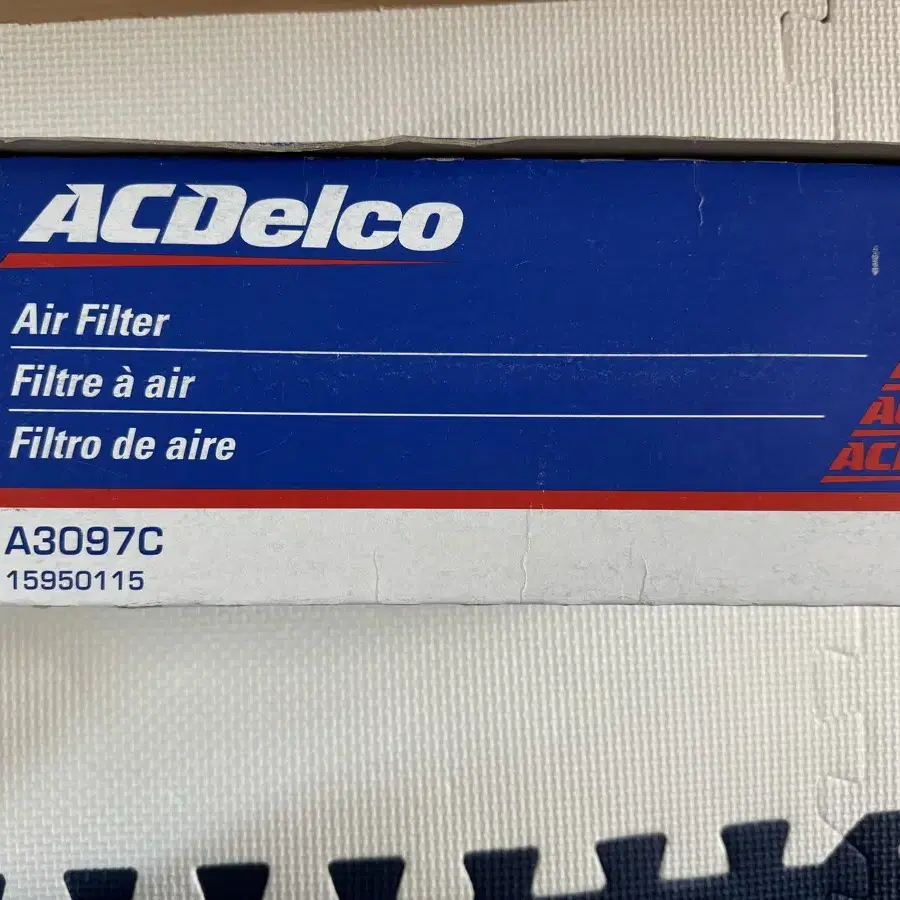 ACDelco
Air Filter
Filtre à air
Filtro de aire
A3097C
15950115